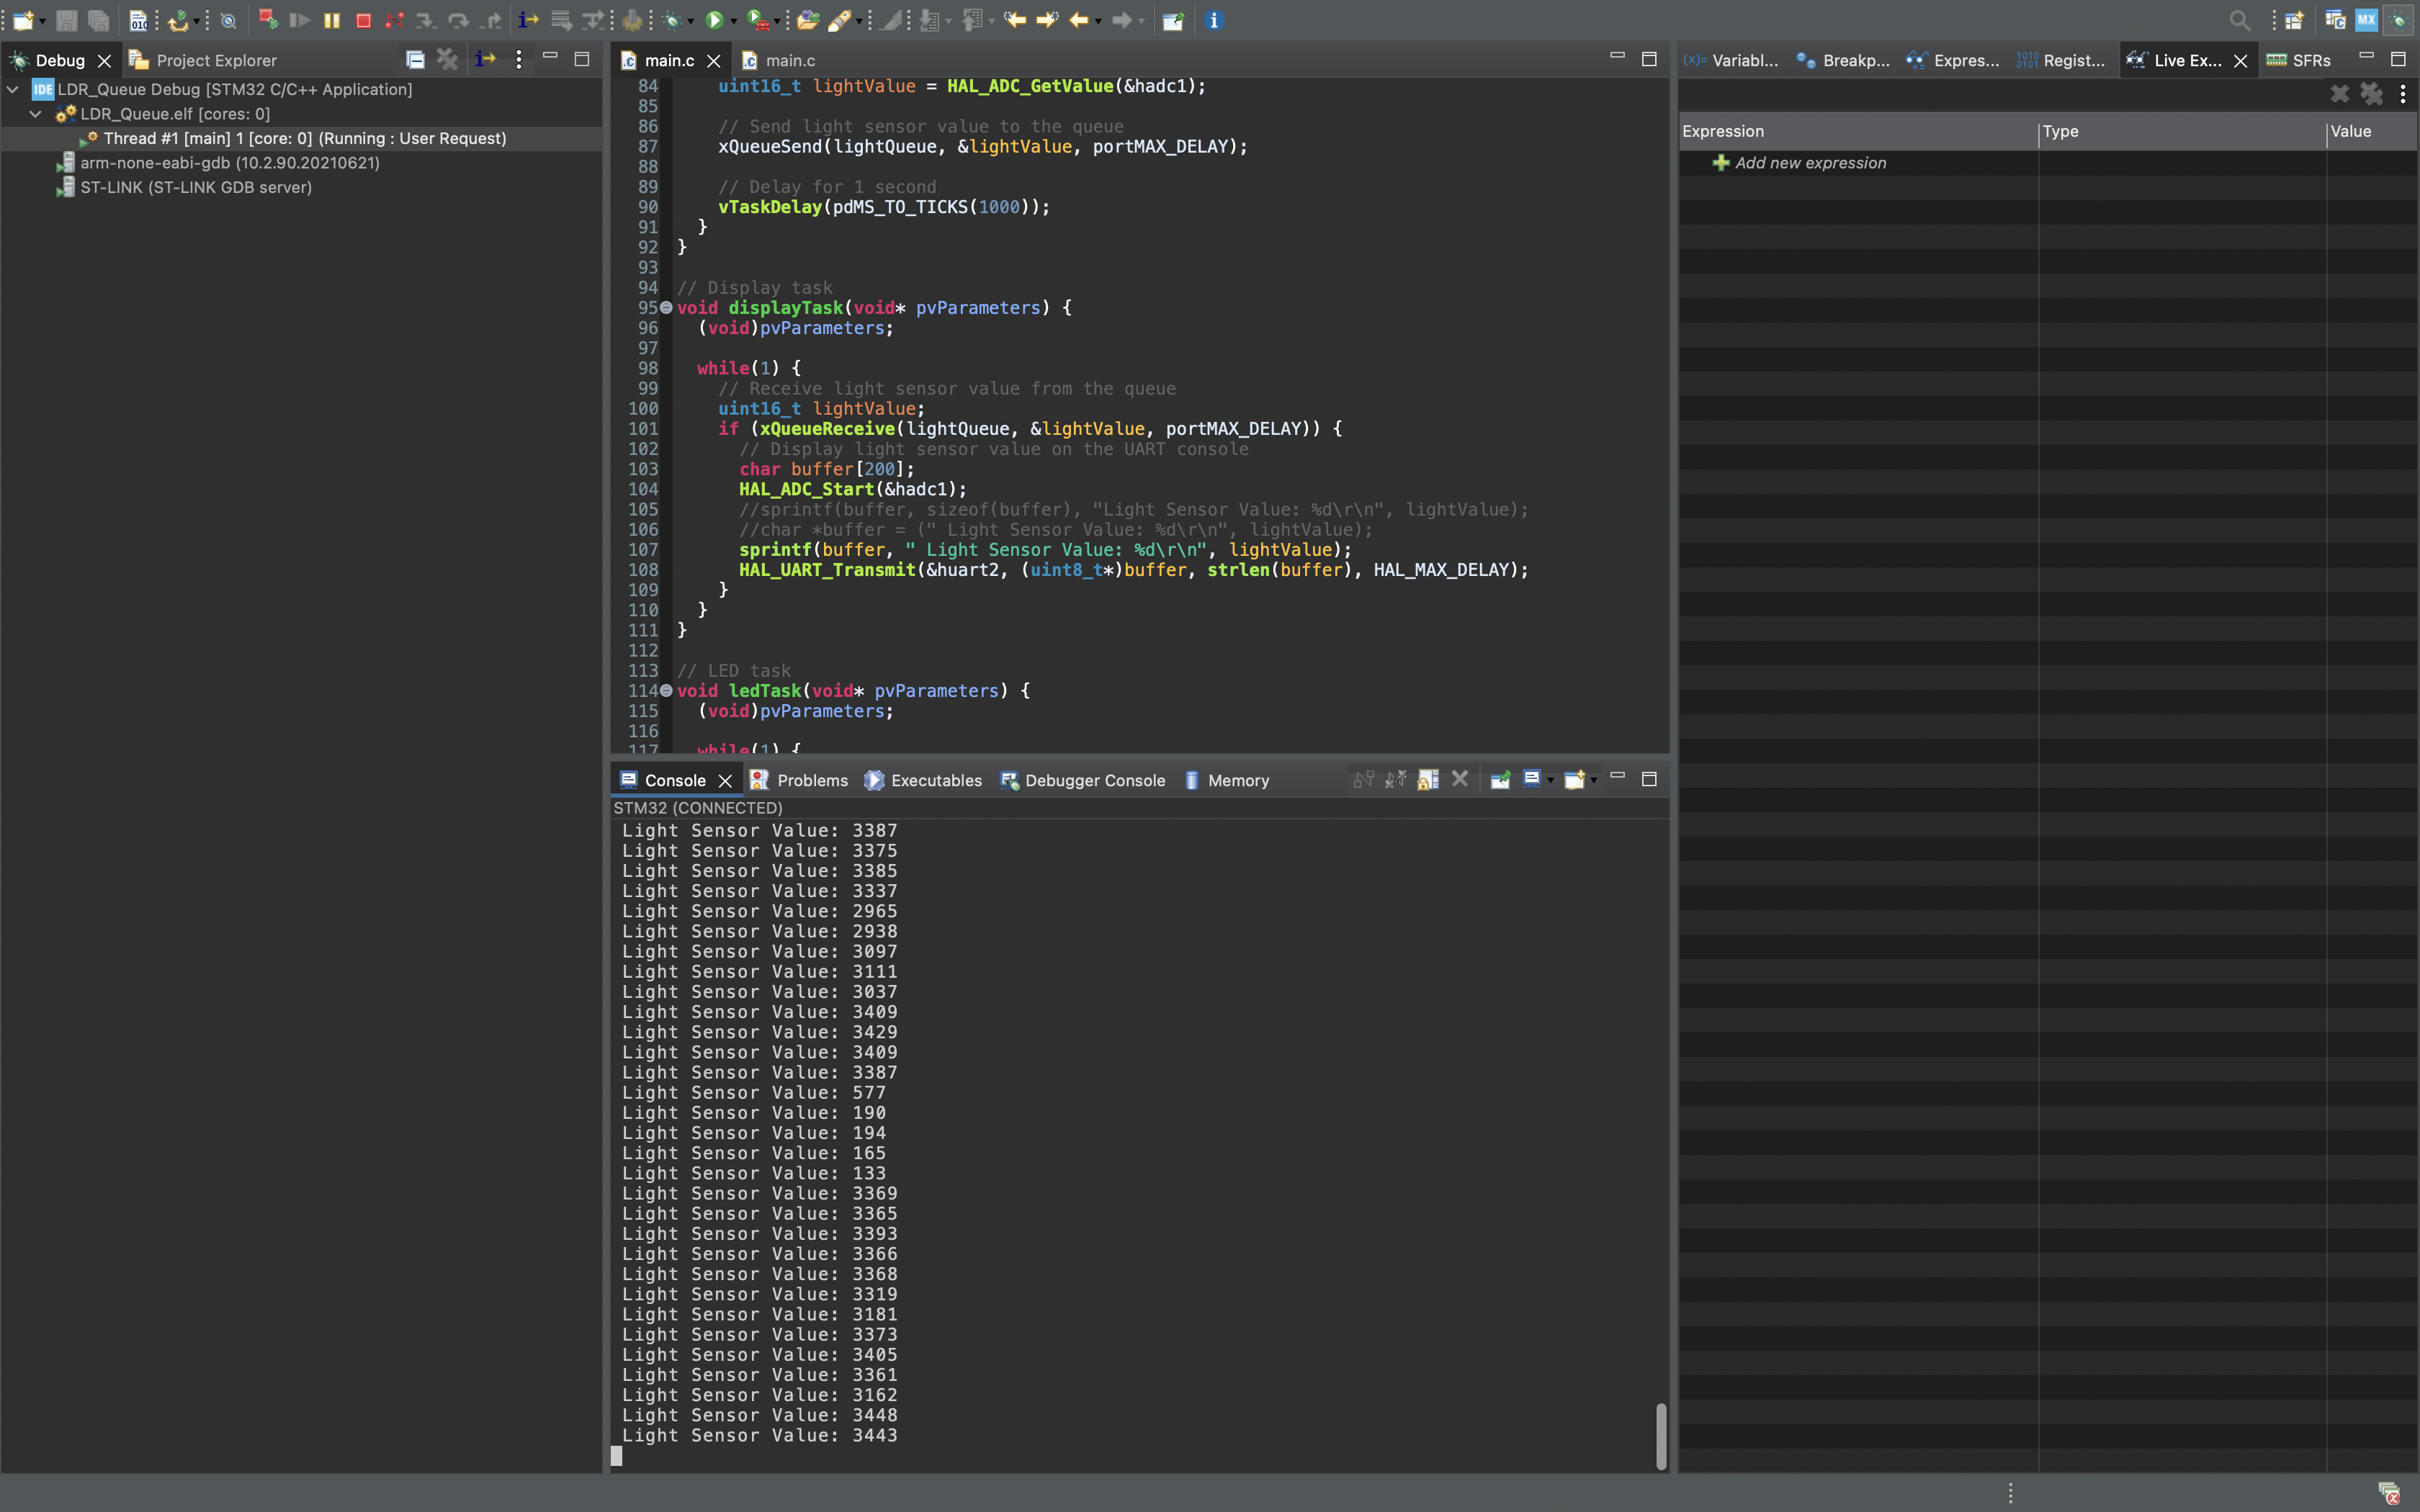 Debug
Project Explorer
IDE LDR_Queue Debug [STM32 C/C++ Application]
LDR_Queue.elf [cores: 0]
Thread #1 [main] 1 [core: 0] (Running : User Request)
arm-none-eabi-gdb (10.2.90.20210621)
ST-LINK (ST-LINK GDB server)
main.c
main.c
84 uint16_t lightValue = HAL_ADC_GetValue(&hadc1);
85
86 // Send light sensor value to the queue
87 xQueueSend(lightQueue, &lightValue, portMAX_DELAY);
88
89 // Delay for 1 second
90 vTaskDelay(pdMS_TO_TICKS(1000));
91 }
92 }
93
94 // Display task
95 void displayTask(void* pvParameters) {
96 (void)pvParameters;
97
98 while(1) {
99 // Receive light sensor value from the queue
100 uint16_t lightValue;
101 if (xQueueReceive(lightQueue, &lightValue, portMAX_DELAY)) {
102 // Display light sensor value on the UART console
103 char buffer[200];
104 HAL_ADC_Start(&hadc1);
105 //sprintf(buffer, sizeof(buffer), "Light Sensor Value: %d\r\n", lightValue);
106 //char *buffer = (" Light Sensor Value: %d\r\n", lightValue);
107 sprintf(buffer, " Light Sensor Value: %d\r\n", lightValue);
108 HAL_UART_Transmit(&huart2, (uint8_t*)buffer, strlen(buffer), HAL_MAX_DELAY);
109 }
110 }
111 }
112
113 // LED task
114 void ledTask(void* pvParameters) {
115 (void)pvParameters;
116
117 while(1) {
Console
Problems
Executables
Debugger Console
Memory
STM32 (CONNECTED)
Light Sensor Value: 3387
Light Sensor Value: 3375
Light Sensor Value: 3385
Light Sensor Value: 3337
Light Sensor Value: 2965
Light Sensor Value: 2938
Light Sensor Value: 3097
Light Sensor Value: 3111
Light Sensor Value: 3037
Light Sensor Value: 3409
Light Sensor Value: 3429
Light Sensor Value: 3409
Light Sensor Value: 3387
Light Sensor Value: 577
Light Sensor Value: 190
Light Sensor Value: 194
Light Sensor Value: 165
Light Sensor Value: 133
Light Sensor Value: 3369
Light Sensor Value: 3365
Light Sensor Value: 3393
Light Sensor Value: 3366
Light Sensor Value: 3368
Light Sensor Value: 3319
Light Sensor Value: 3181
Light Sensor Value: 3373
Light Sensor Value: 3405
Light Sensor Value: 3361
Light Sensor Value: 3162
Light Sensor Value: 3448
Light Sensor Value: 3443
MX
(x)= Variabl...
Breakp...
Expres...
1010 0101 Regist...
Live Ex...
SFRs
Expression Type Value
Add new expression